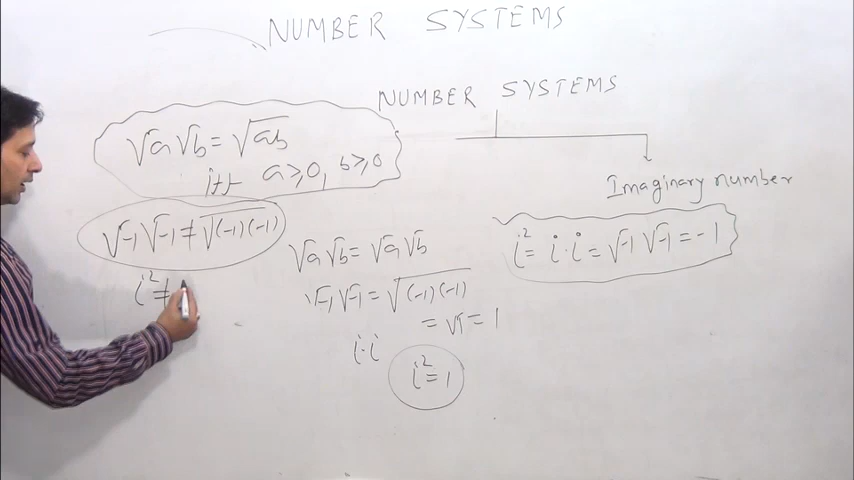 NUMBER SYSTEMS
NUMBER SYSTEMS
Imaginary number
√a √b = √ab
iff a ≥ 0, b ≥ 0
√-1 √-1 ≠ √(-1)(-1)
i² ≠
√a √b = √a √b
√-1 √-1 = √(-1)(-1)
= √1 = 1
i·i
i² = 1
i² = i·i = √-1 √-1 = -1